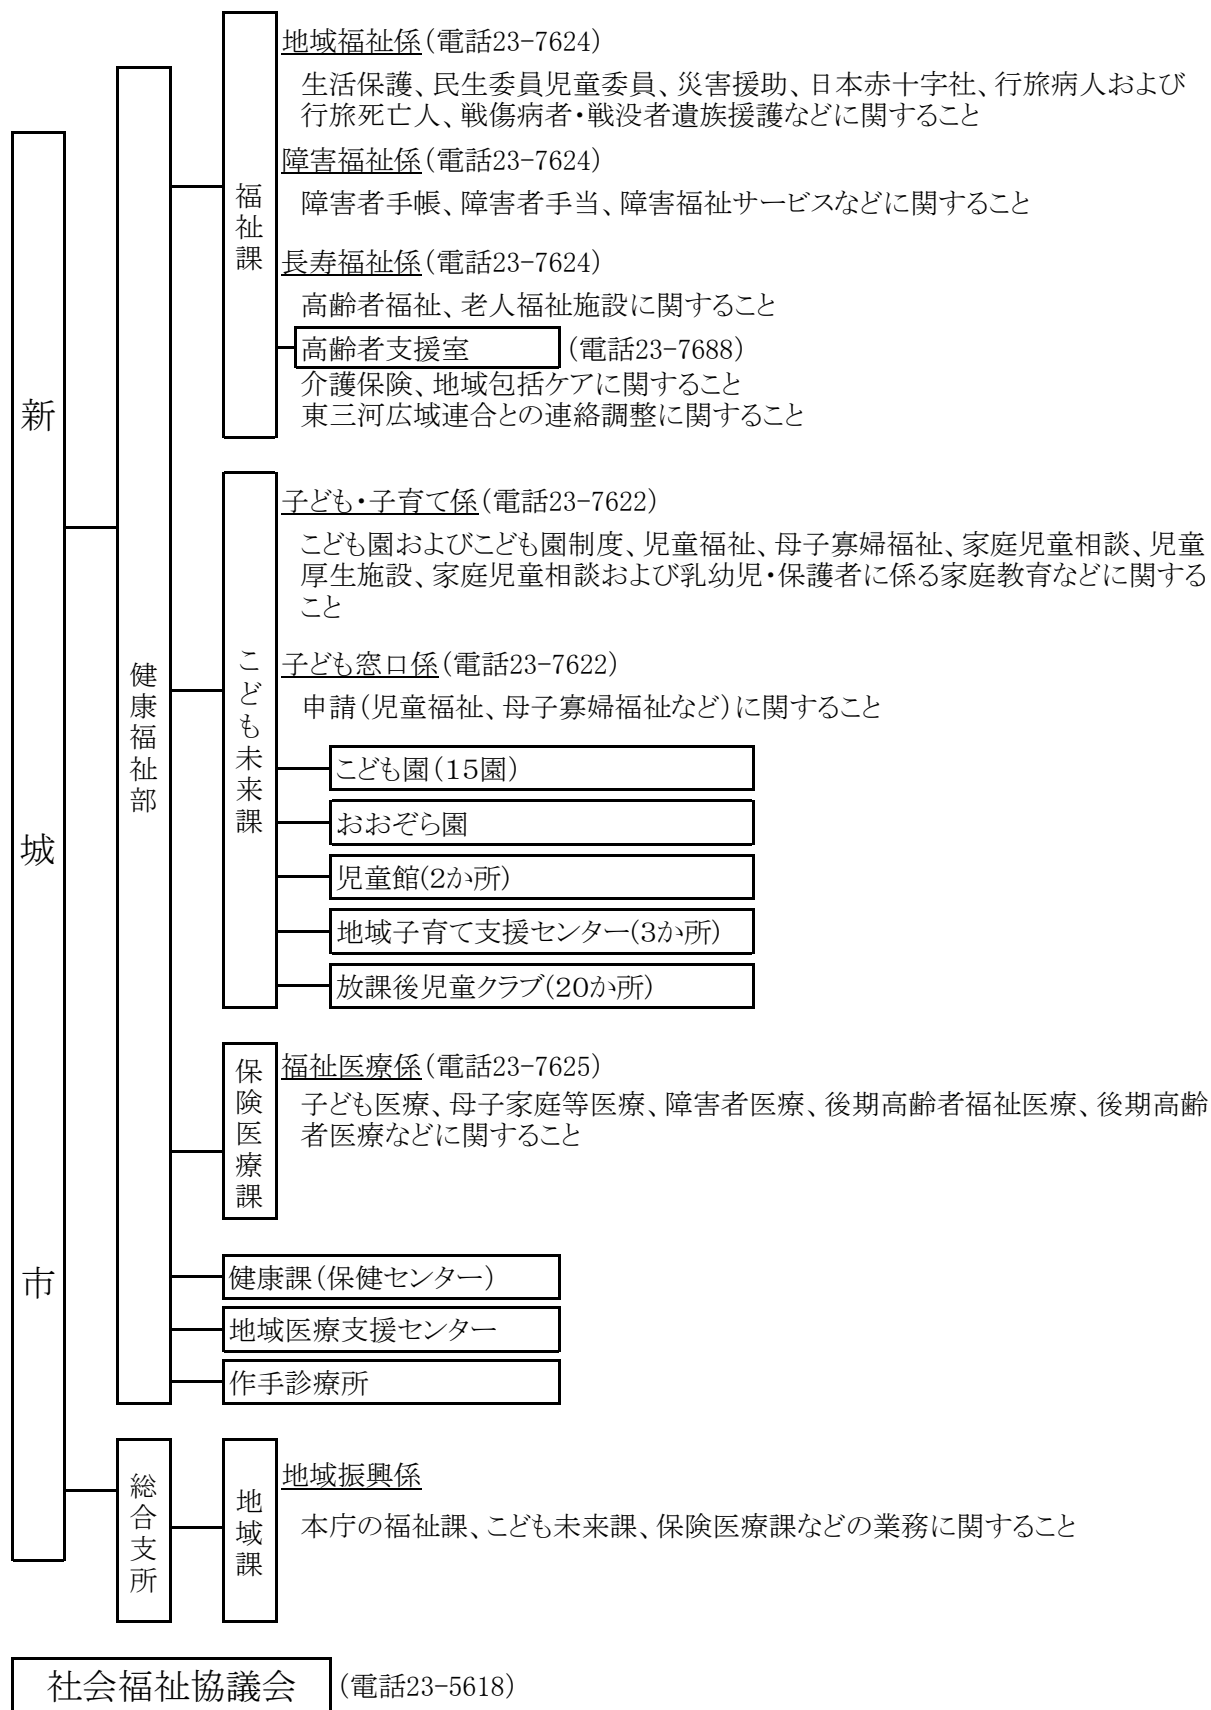 新城市
健康福祉部
福祉課
地域福祉係(電話23-7624)
生活保護、民生委員児童委員、災害援助、日本赤十字社、行旅病人および
行旅死亡人、戦傷病者・戦没者遺族援護などに関すること
障害福祉係(電話23-7624)
障害者手帳、障害者手当、障害福祉サービスなどに関すること
長寿福祉係(電話23-7624)
高齢者福祉、老人福祉施設に関すること
高齢者支援室 (電話23-7688)
介護保険、地域包括ケアに関すること
東三河広域連合との連絡調整に関すること
こども未来課
子ども・子育て係(電話23-7622)
こども園およびこども園制度、児童福祉、母子寡婦福祉、家庭児童相談、児童
厚生施設、家庭児童相談および乳幼児・保護者に係る家庭教育などに関する
こと
子ども窓口係(電話23-7622)
申請(児童福祉、母子寡婦福祉など)に関すること
こども園(15園)
おおぞら園
児童館(2か所)
地域子育て支援センター(3か所)
放課後児童クラブ(20か所)
保険医療課
福祉医療係(電話23-7625)
子ども医療、母子家庭等医療、障害者医療、後期高齢者福祉医療、後期高齢
者医療などに関すること
健康課(保健センター)
地域医療支援センター
作手診療所
総合支所
地域課
地域振興係
本庁の福祉課、こども未来課、保険医療課などの業務に関すること
社会福祉協議会 (電話23-5618)